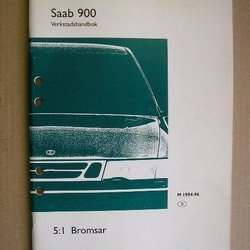 Saab 900
Verkstadshandbok
M 1994-96
S
5:1 Bromsar